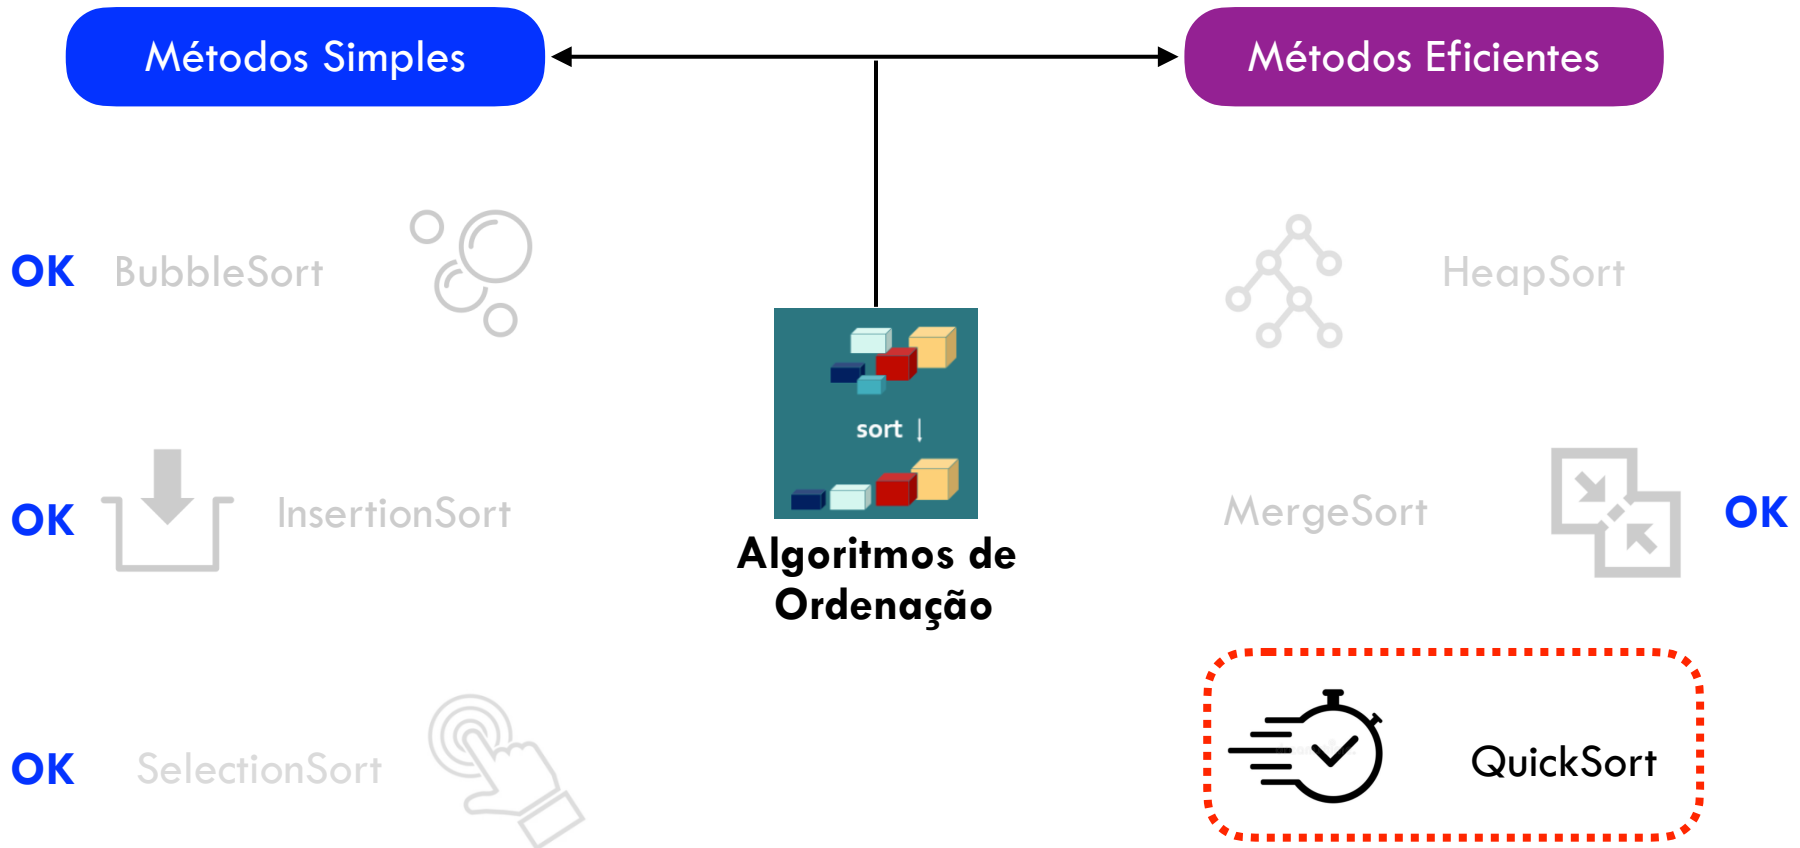 Métodos Simples
Métodos Eficientes
OK BubbleSort
HeapSort
sort ↓
OK InsertionSort
MergeSort OK
Algoritmos de
Ordenação
OK SelectionSort
QuickSort